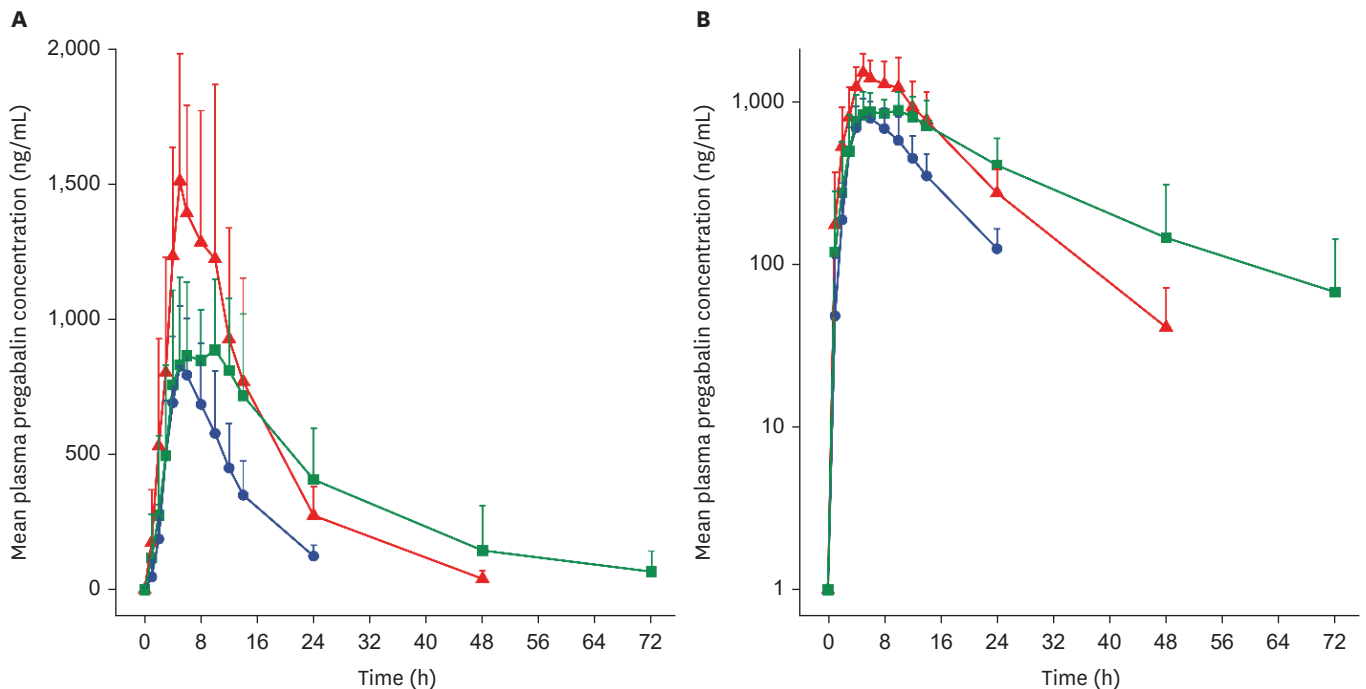 A
Mean plasma pregabalin concentration (ng/mL)
2,000
1,500
1,000
500
0
0 8 16 24 32 40 48 56 64 72
Time (h)
B
Mean plasma pregabalin concentration (ng/mL)
1,000
100
10
1
0 8 16 24 32 40 48 56 64 72
Time (h)